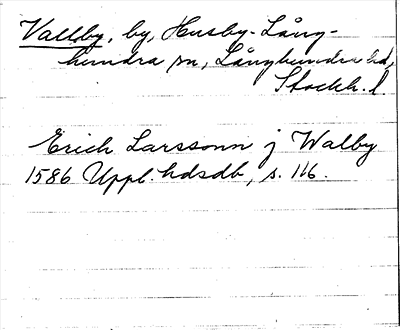 Vallby, by, Husby-Lång-
hundra sn, Långhundra hd,
Stockh. l.
Erich Larssonn j Walby
1586 Uppl. hdsdb, s. 116.